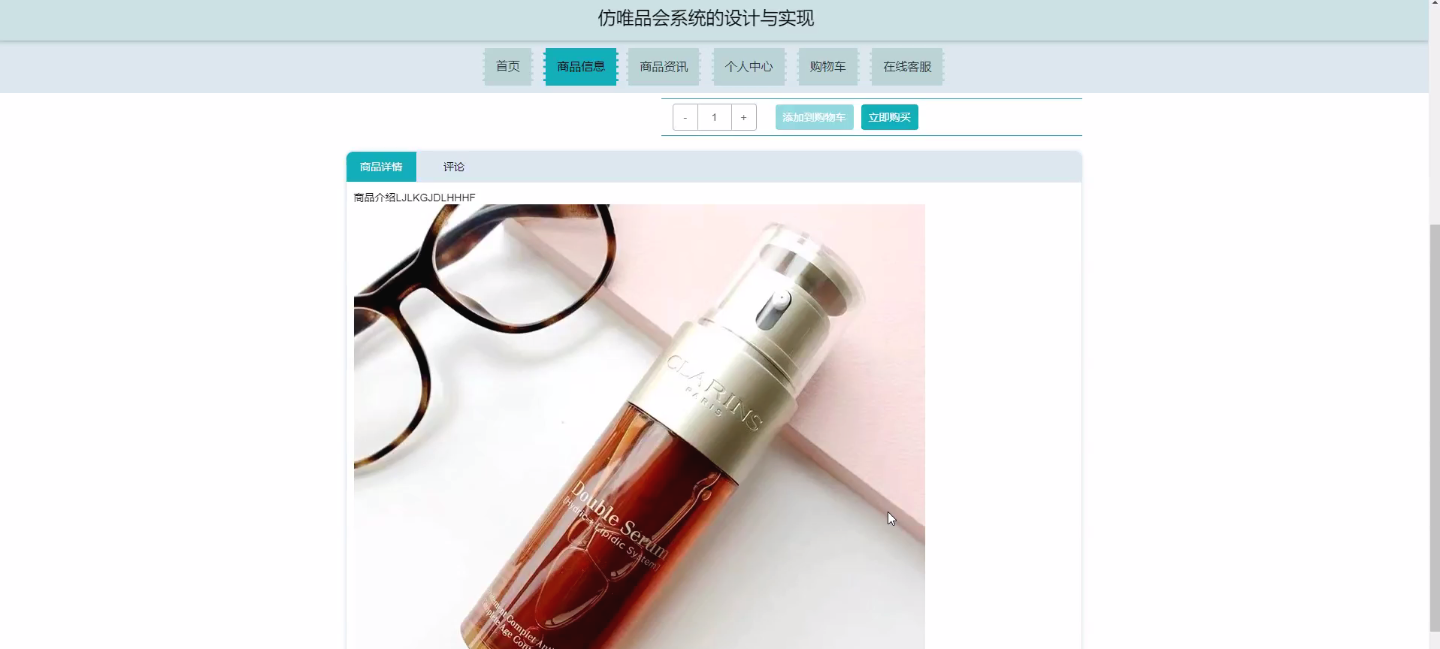 仿唯品会系统的设计与实现
首页 商品信息 商品资讯 个人中心 购物车 在线客服
- 1 + 添加到购物车 立即购买
商品详情 评论
商品介绍LJLKGJDLHHHF
CLARINS
PARIS
Double Serum
[Hydric + Lipidic System]
Complet